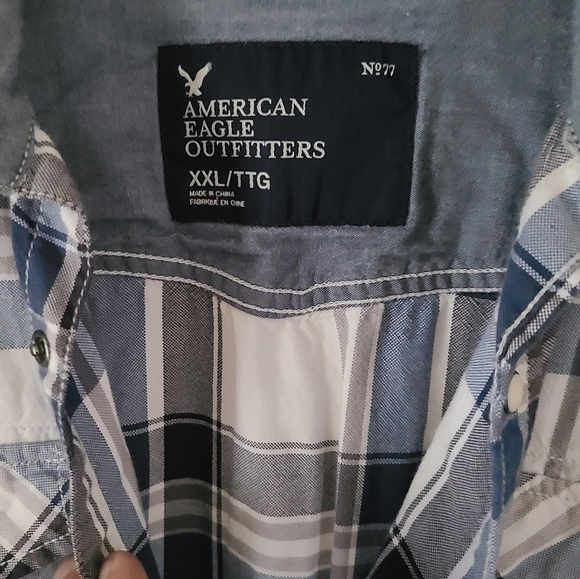 Nº77
AMERICAN
EAGLE
OUTFITTERS
XXL/TTG
MADE IN CHINA
FABRIQUÉ EN CHINE